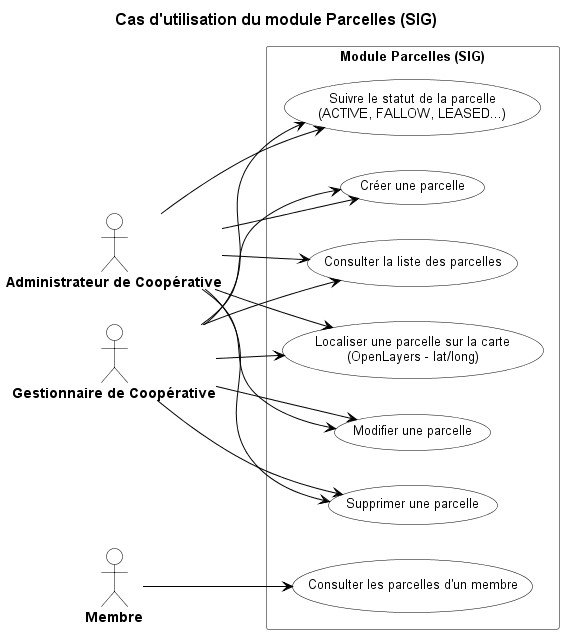 Cas d'utilisation du module Parcelles (SIG)
Module Parcelles (SIG)
Suivre le statut de la parcelle
(ACTIVE, FALLOW, LEASED...)
Créer une parcelle
Consulter la liste des parcelles
Administrateur de Coopérative
Localiser une parcelle sur la carte
(OpenLayers - lat/long)
Gestionnaire de Coopérative
Modifier une parcelle
Supprimer une parcelle
Consulter les parcelles d'un membre
Membre